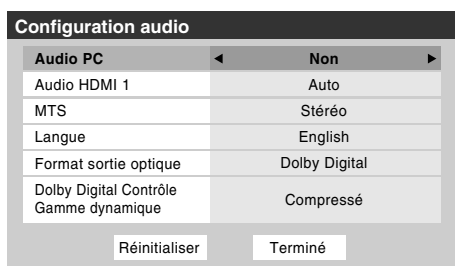 Configuration audio
Audio PC ◀ Non ▶
Audio HDMI 1 Auto
MTS Stéréo
Langue English
Format sortie optique Dolby Digital
Dolby Digital Contrôle
Gamme dynamique Compressé
Réinitialiser Terminé